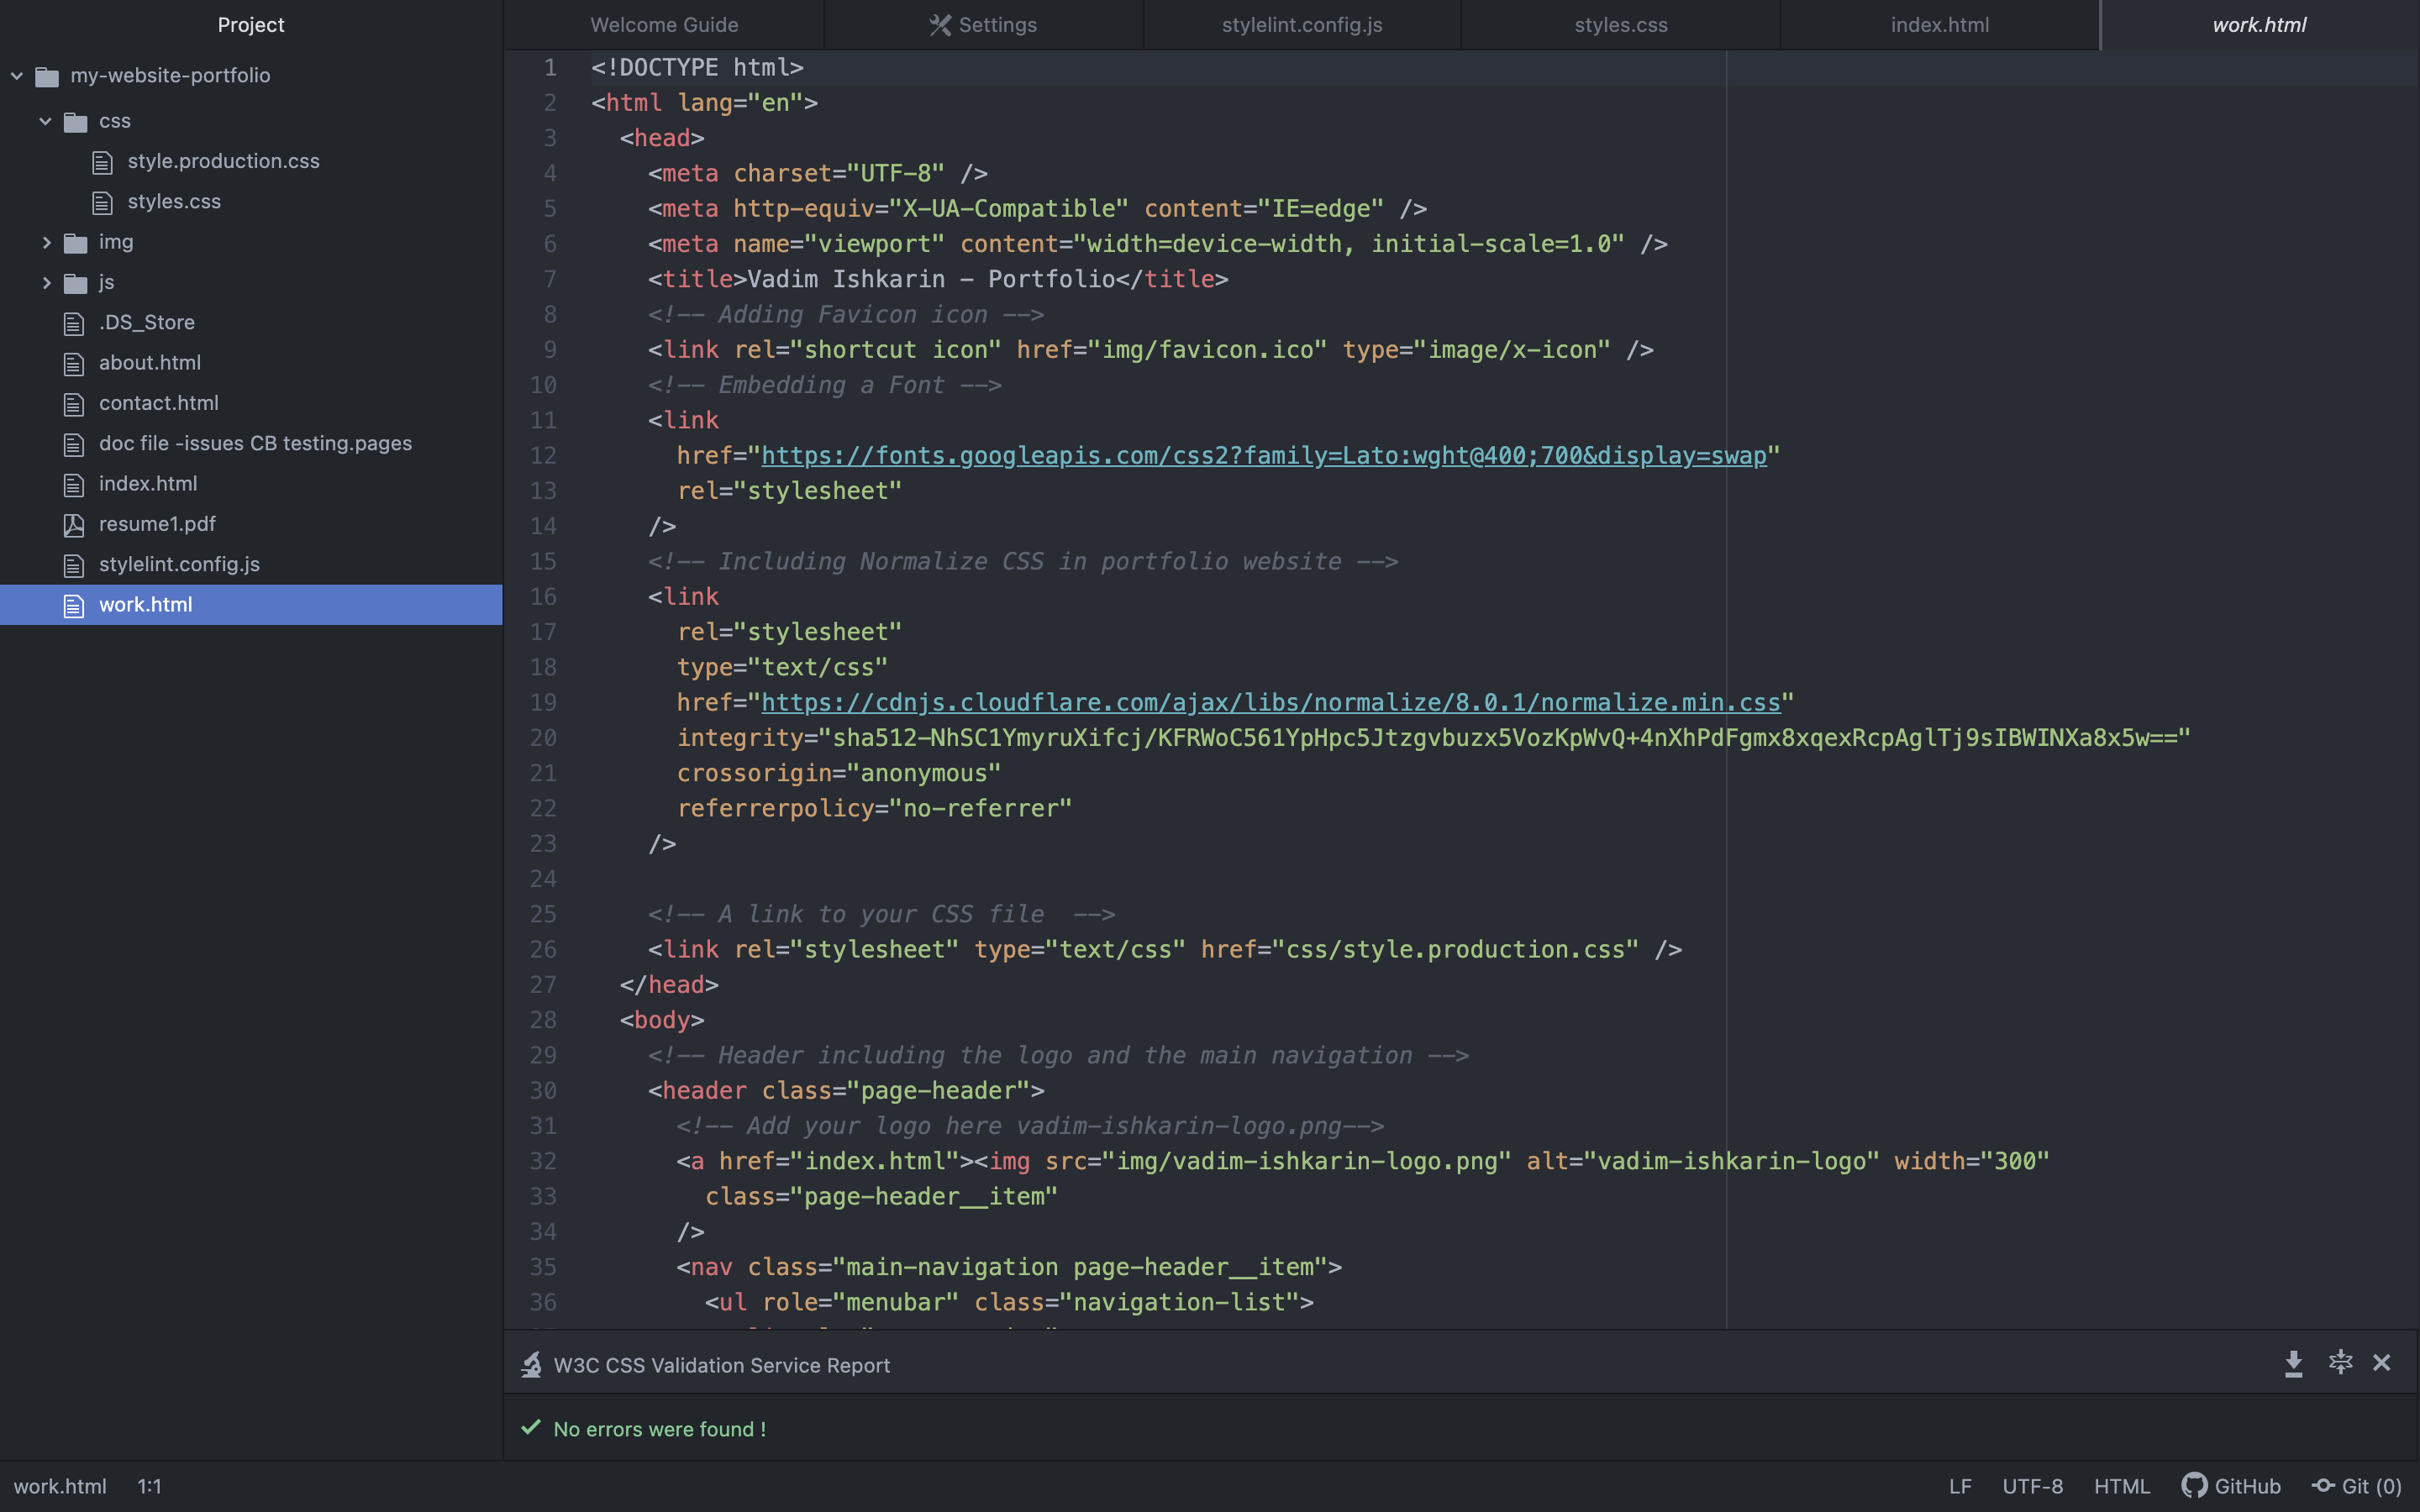 Project
my-website-portfolio
css
style.production.css
styles.css
img
js
.DS_Store
about.html
contact.html
doc file -issues CB testing.pages
index.html
resume1.pdf
stylelint.config.js
work.html
Welcome Guide
Settings
stylelint.config.js
styles.css
index.html
work.html
1 <!DOCTYPE html>
2 <html lang="en">
3 <head>
4 <meta charset="UTF-8" />
5 <meta http-equiv="X-UA-Compatible" content="IE=edge" />
6 <meta name="viewport" content="width=device-width, initial-scale=1.0" />
7 <title>Vadim Ishkarin – Portfolio</title>
8 <!-- Adding Favicon icon -->
9 <link rel="shortcut icon" href="img/favicon.ico" type="image/x-icon" />
10 <!-- Embedding a Font -->
11 <link
12 href="https://fonts.googleapis.com/css2?family=Lato:wght@400;700&display=swap"
13 rel="stylesheet"
14 />
15 <!-- Including Normalize CSS in portfolio website -->
16 <link
17 rel="stylesheet"
18 type="text/css"
19 href="https://cdnjs.cloudflare.com/ajax/libs/normalize/8.0.1/normalize.min.css"
20 integrity="sha512-NhSC1YmyruXifcj/KFRWoC561YpHpc5Jtzgvbuzx5VozKpWvQ+4nXhPdFgmx8xqexRcpAglTj9sIBWINXa8x5w=="
21 crossorigin="anonymous"
22 referrerpolicy="no-referrer"
23 />
24
25 <!-- A link to your CSS file  -->
26 <link rel="stylesheet" type="text/css" href="css/style.production.css" />
27 </head>
28 <body>
29 <!-- Header including the logo and the main navigation -->
30 <header class="page-header">
31 <!-- Add your logo here vadim-ishkarin-logo.png-->
32 <a href="index.html"><img src="img/vadim-ishkarin-logo.png" alt="vadim-ishkarin-logo" width="300"
33 class="page-header__item"
34 />
35 <nav class="main-navigation page-header__item">
36 <ul role="menubar" class="navigation-list">
W3C CSS Validation Service Report
No errors were found !
work.html 1:1
LF UTF-8 HTML GitHub Git (0)